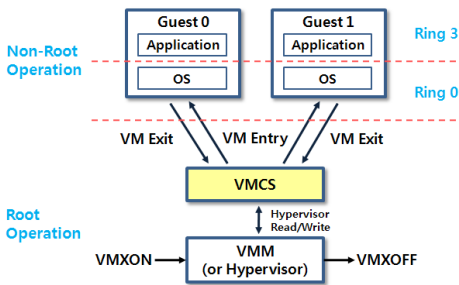 Guest 0
Guest 1
Application
Application
Ring 3
Non-Root
Operation
OS
OS
Ring 0
VM Exit
VM Entry
VM Exit
VMCS
Hypervisor
Read/Write
Root
Operation
VMXON
VMM
(or Hypervisor)
VMXOFF